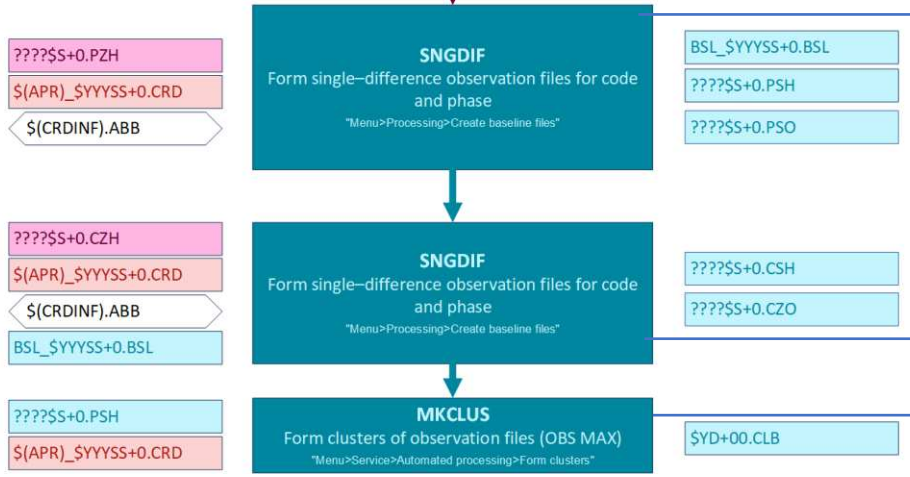 ????$S+0.PZH
$(APR)_$YYYSS+0.CRD
$(CRDINF).ABB
SNGDIF
Form single–difference observation files for code
and phase
"Menu>Processing>Create baseline files"
BSL_$YYYSS+0.BSL
????$S+0.PSH
????$S+0.PSO
????$S+0.CZH
$(APR)_$YYYSS+0.CRD
$(CRDINF).ABB
BSL_$YYYSS+0.BSL
SNGDIF
Form single–difference observation files for code
and phase
"Menu>Processing>Create baseline files"
????$S+0.CSH
????$S+0.CZO
????$S+0.PSH
$(APR)_$YYYSS+0.CRD
MKCLUS
Form clusters of observation files (OBS MAX)
"Menu>Service>Automated processing>Form clusters"
$YD+00.CLB